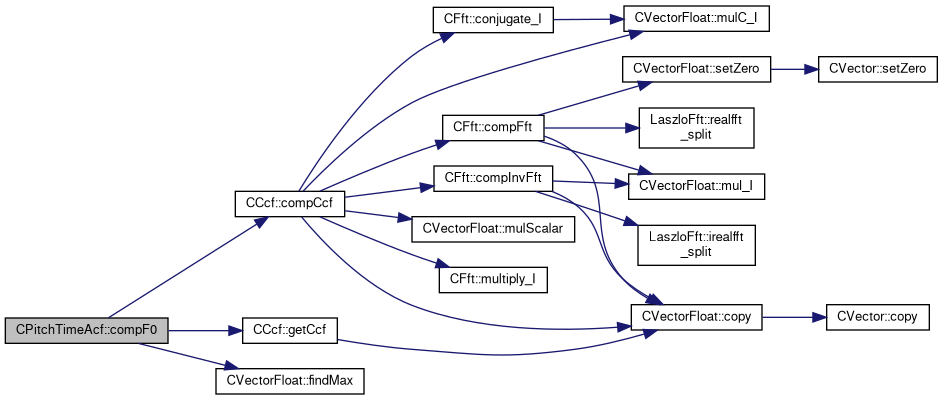 CFft::conjugate_I
CVectorFloat::mulC_I
CVectorFloat::setZero
CVector::setZero
CFft::compFft
LaszloFft::realfft
_split
CFft::compInvFft
CVectorFloat::mul_I
CCcf::compCcf
CVectorFloat::mulScalar
LaszloFft::irealfft
_split
CFft::multiply_I
CPitchTimeAcf::compF0
CCcf::getCcf
CVectorFloat::copy
CVector::copy
CVectorFloat::findMax